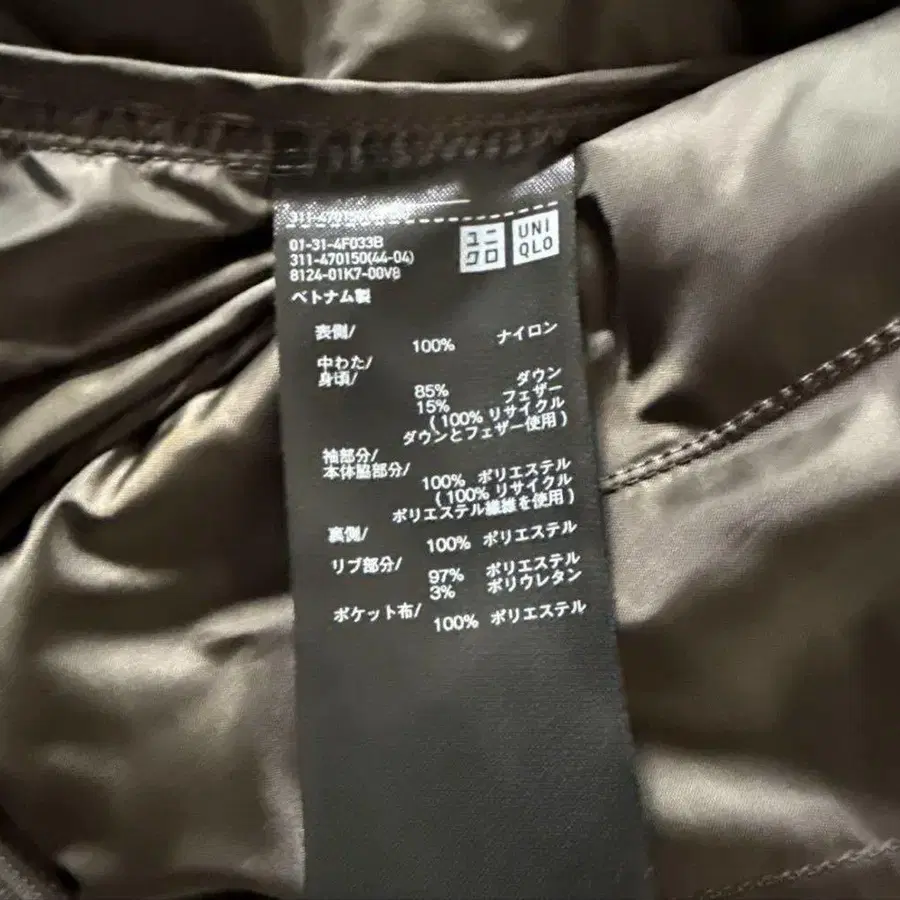 311-470150
ユニ
クロ
UNI
QLO
01-31-4F033B
311-470150(44-04)
8124-01K7-00V8
ベトナム製
表側/
100% ナイロン
中わた/
身頃/
85% ダウン
15% フェザー
(100% リサイクル
ダウンとフェザー使用)
袖部分/
本体脇部分/
100% ポリエステル
(100% リサイクル
ポリエステル繊維を使用)
裏側/
100% ポリエステル
リブ部分/
97% ポリエステル
3% ポリウレタン
ポケット布/
100% ポリエステル